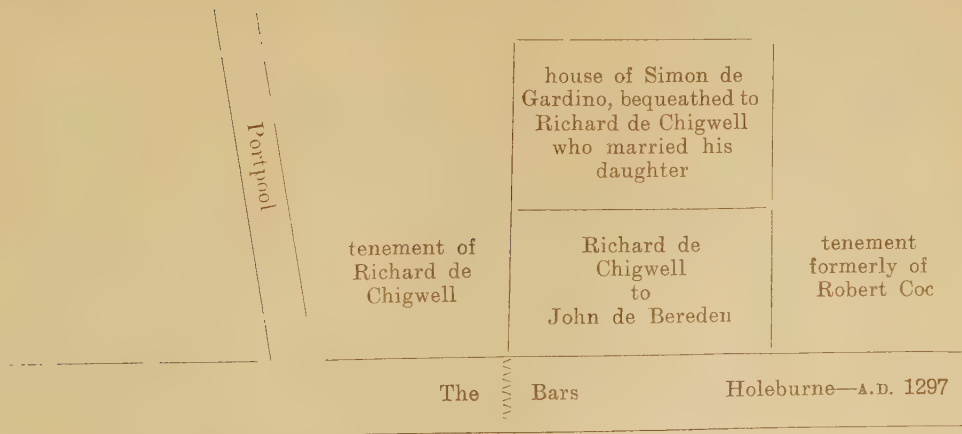 Portpool
house of Simon de
Gardino, bequeathed to
Richard de Chigwell
who married his
daughter
tenement of
Richard de
Chigwell
Richard de
Chigwell
to
John de Bereden
tenement
formerly of
Robert Coc
The Bars Holeburne—A.D. 1297